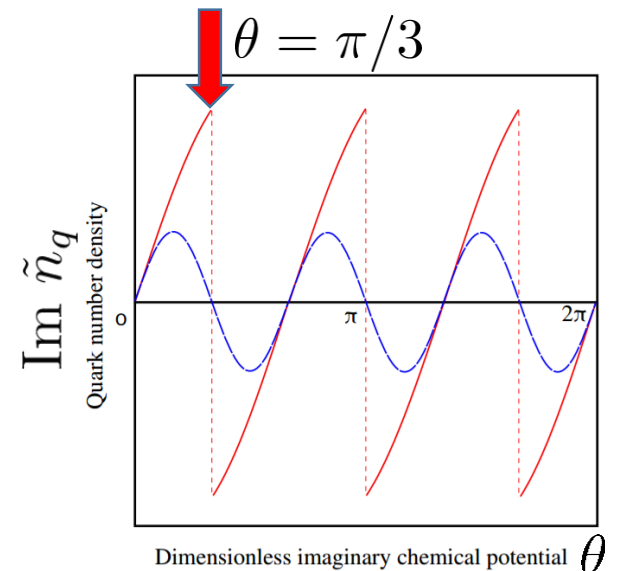 θ = π/3
Im ñ_q
Quark number density
o
π
2π
Dimensionless imaginary chemical potential θ